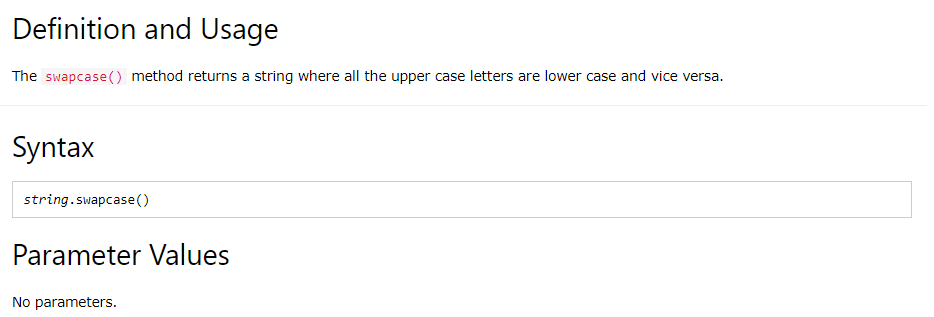 Definition and Usage
The swapcase() method returns a string where all the upper case letters are lower case and vice versa.
Syntax
string.swapcase()
Parameter Values
No parameters.